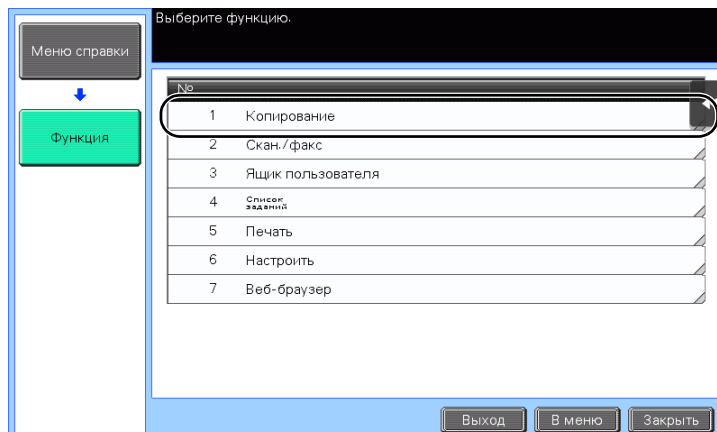 Выберите функцию.
Меню справки
Функция
№
1 Копирование
2 Скан./факс
3 Ящик пользователя
4 Список
заданий
5 Печать
6 Настроить
7 Веб-браузер
Выход В меню Закрыть